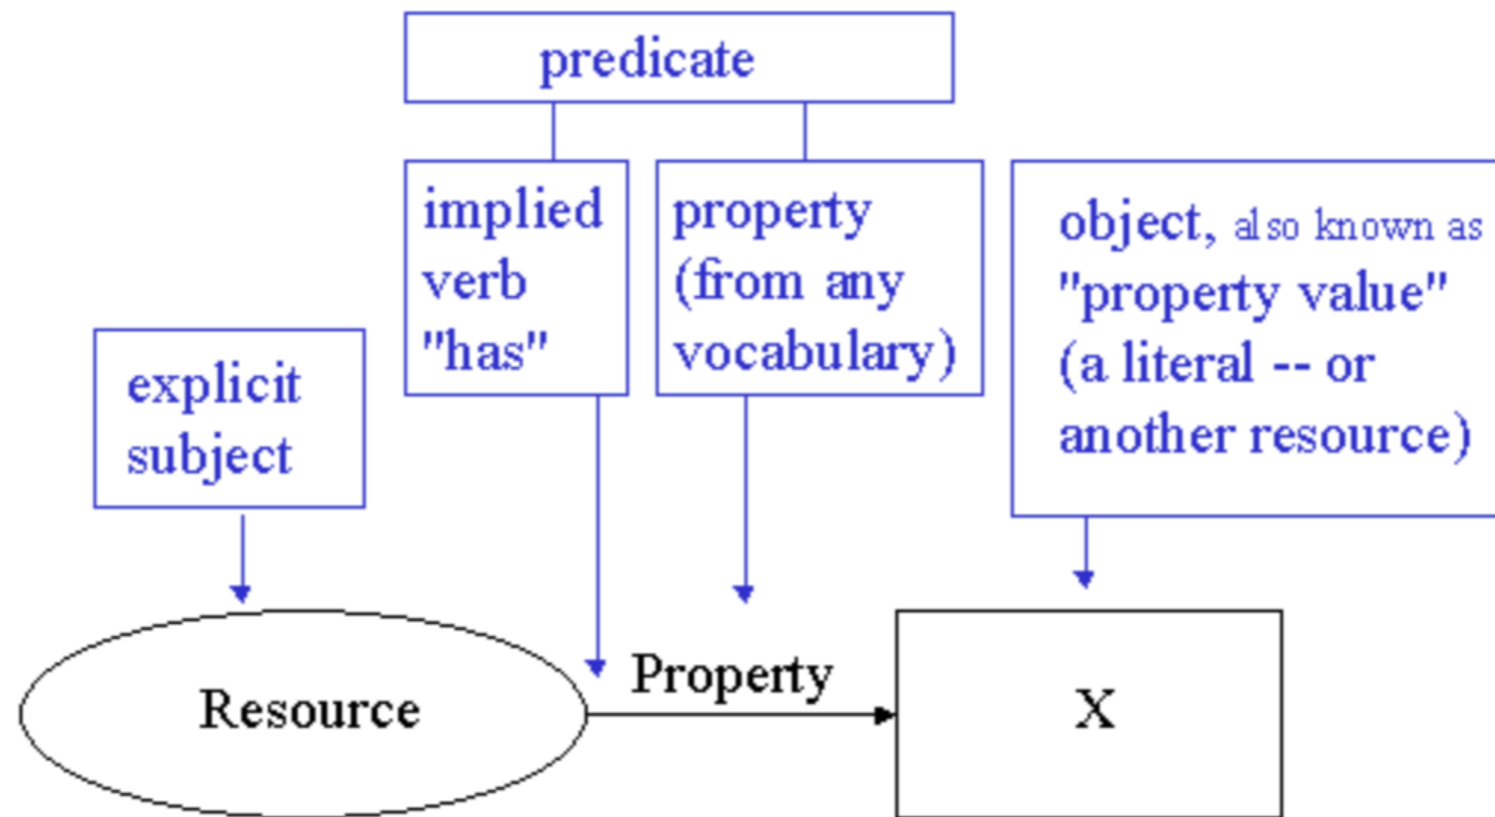 predicate
implied
verb
"has"
property
(from any
vocabulary)
object, also known as
"property value"
(a literal -- or
another resource)
explicit
subject
Resource
Property
X